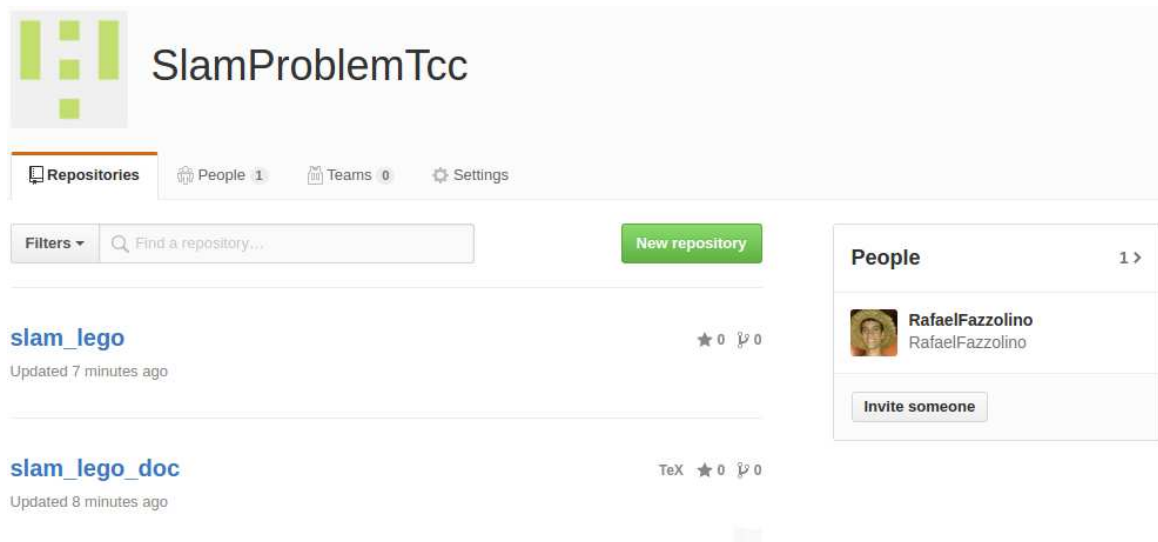 SlamProblemTcc
Repositories People 1 Teams 0 Settings
Filters Find a repository... New repository
People 1
slam_lego 0 0
Updated 7 minutes ago
RafaelFazzolino
RafaelFazzolino
Invite someone
slam_lego_doc TeX 0 0
Updated 8 minutes ago